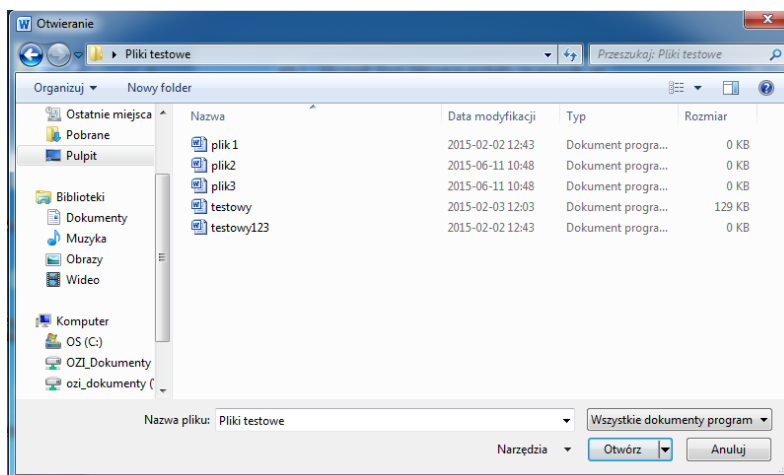 Otwieranie
Pliki testowe
Przeszukaj: Pliki testowe
Organizuj Nowy folder
Ostatnie miejsca
Pobrane
Pulpit
Biblioteki
Dokumenty
Muzyka
Obrazy
Wideo
Komputer
OS (C:)
OZI_Dokumenty
ozi_dokumenty ('
Nazwa Data modyfikacji Typ Rozmiar
plik 1 2015-02-02 12:43 Dokument progra... 0 KB
plik2 2015-06-11 10:48 Dokument progra... 0 KB
plik3 2015-06-11 10:48 Dokument progra... 0 KB
testowy 2015-02-03 12:03 Dokument progra... 129 KB
testowy123 2015-02-02 12:43 Dokument progra... 0 KB
Nazwa pliku: Pliki testowe Wszystkie dokumenty program
Narzędzia Otwórz Anuluj